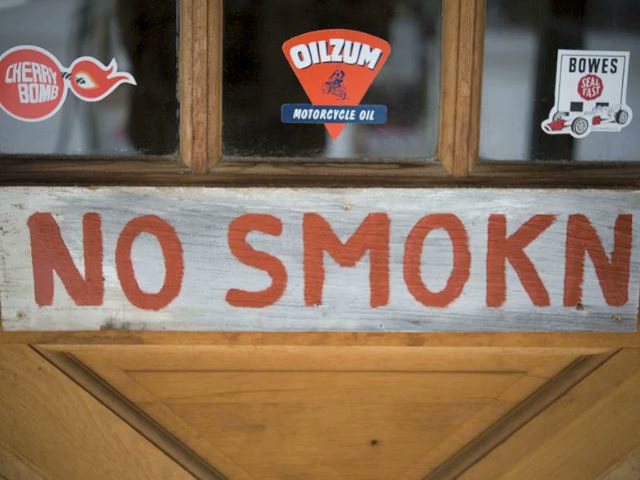 CHERRY
BOMB
OILZUM
MOTORCYCLE OIL
BOWES
SEAL
FAST
NO SMOKN